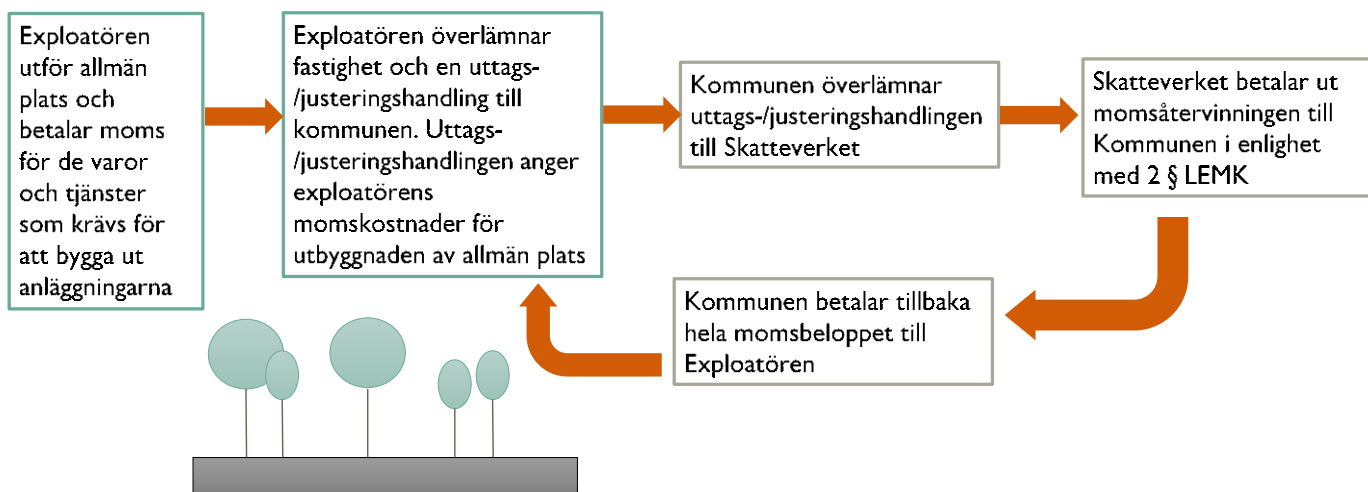 Exploatören
utför allmän
plats och
betalar moms
för de varor
och tjänster
som krävs för
att bygga ut
anläggningarna
Exploatören överlämnar
fastighet och en uttags-
/justeringshandling till
kommunen. Uttags-
/justeringshandlingen anger
exploatörens
momskostnader för
utbyggnaden av allmän plats
Kommunen överlämnar
uttags-/justeringshandlingen
till Skatteverket
Skatteverket betalar ut
momsåtervinningen till
Kommunen i enlighet
med 2 § LEMK
Kommunen betalar tillbaka
hela momsbeloppet till
Exploatören